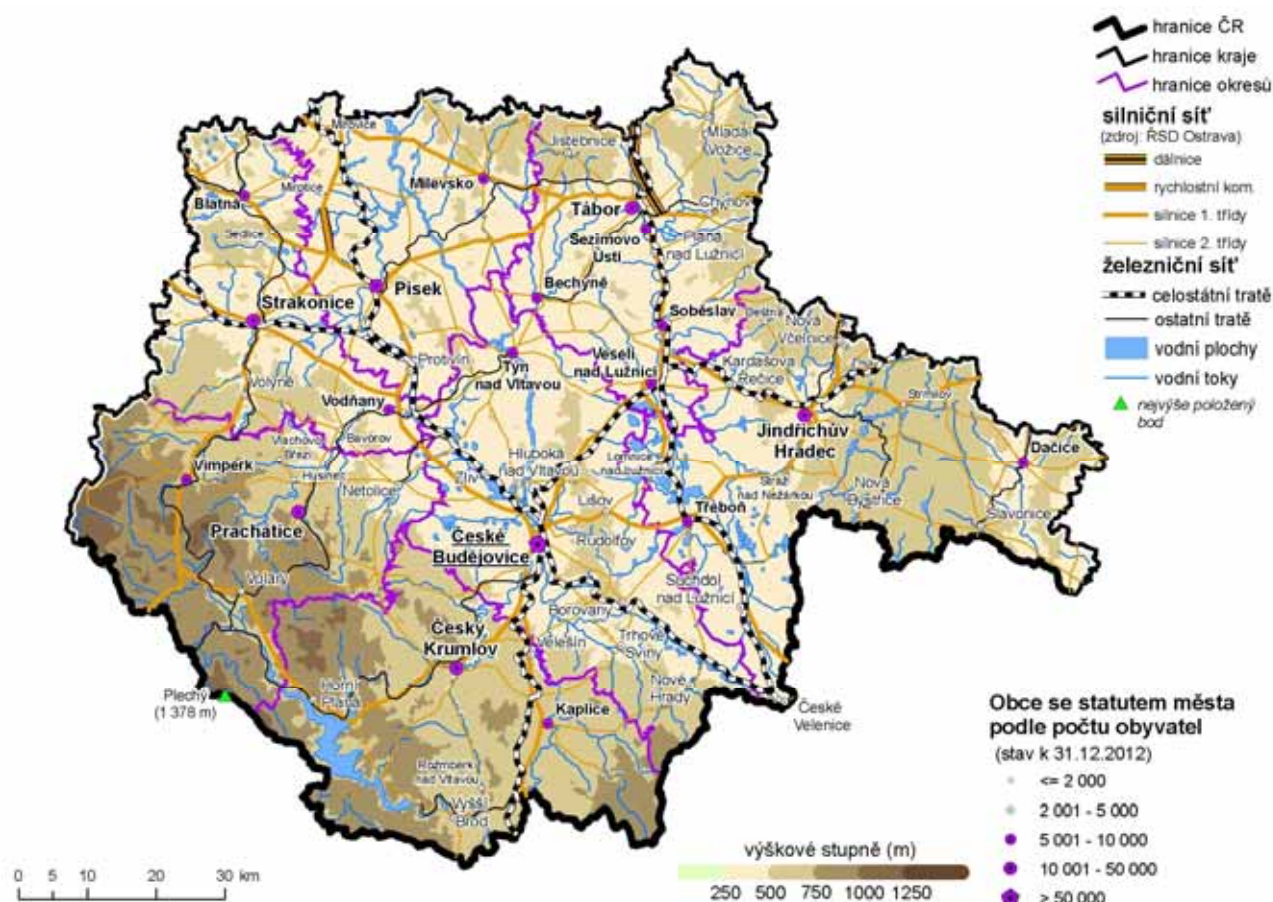 hranice ČR
hranice kraje
hranice okresů
silniční síť
(zdroj: ŘSD Ostrava)
dálnice
rychlostní kom.
silnice 1. třídy
silnice 2. třídy
železniční síť
celostátní tratě
ostatní tratě
vodní plochy
vodní toky
nejvýše položený
bod
Mirovice
Jistebnice
Mladá
Vožice
Milevsko
Mirotice
Blatná
Tábor
Chýnov
Sedlice
Sezimovo
Ústí
Planá
nad Lužnicí
Písek
Bechyně
Strakonice
Soběslav
Deštná
Nová
Včelnice
Protivín
Týn
nad Vltavou
Veselí
nad Lužnicí
Kardašova
Řečice
Volyně
Vodňany
Strmilov
Jindřichův
Hradec
Vlachovo
Březí
Bavorov
Dačice
Vimperk
Husinec
Netolice
Zliv
Hluboká
nad Vltavou
Lomnice
nad Lužnicí
Stráž
nad Nežárkou
Nová
Bystřice
Lišov
Třeboň
Slavonice
Prachatice
České
Budějovice
Rudolfov
Volary
Suchdol
nad Lužnicí
Borovany
Český
Krumlov
Velešín
Trhové
Sviny
Horní
Planá
Nové
Hrady
Plechý
(1 378 m)
Kaplice
České
Velenice
Rožmberk
nad Vltavou
Vyšší
Brod
Obce se statutem města
podle počtu obyvatel
(stav k 31.12.2012)
<= 2 000
2 001 - 5 000
5 001 - 10 000
10 001 - 50 000
> 50 000
výškové stupně (m)
250 500 750 1000 1250
0 10 20 30 km